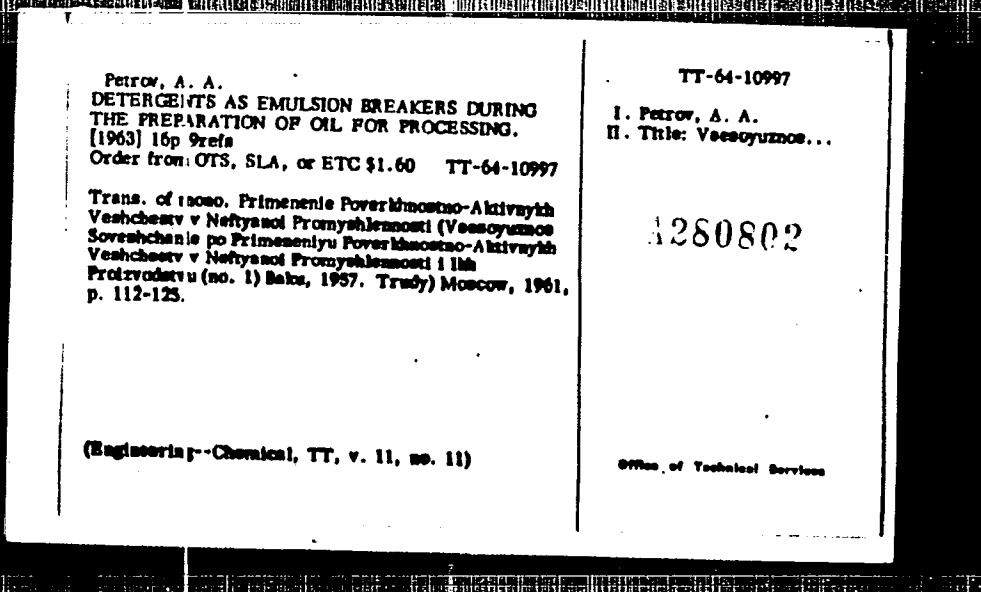 Petrov, A. A.
DETERGENTS AS EMULSION BREAKERS DURING
THE PREPARATION OF OIL FOR PROCESSING.
[1963] 16p 9refs
Order from OTS, SLA, or ETC $1.60 TT-64-10997
Trans. of mono. Primenenie Poverkhnostno-Aktivnykh
Veshchestv v Neftyanoi Promyshlennosti (Vsesoyuznoe
Soveshchanie po Primeneniyu Poverkhnostno-Aktivnykh
Veshchestv v Neftyanoi Promyshlennosti i Ikh
Proizvodstvu (no. 1) Baku, 1957. Trudy) Moscow, 1961,
p. 112-125.
(Engineering--Chemical, TT, v. 11, no. 11)
TT-64-10997
I. Petrov, A. A.
II. Title: Vsesoyuznoe...
A280802
Office of Technical Services